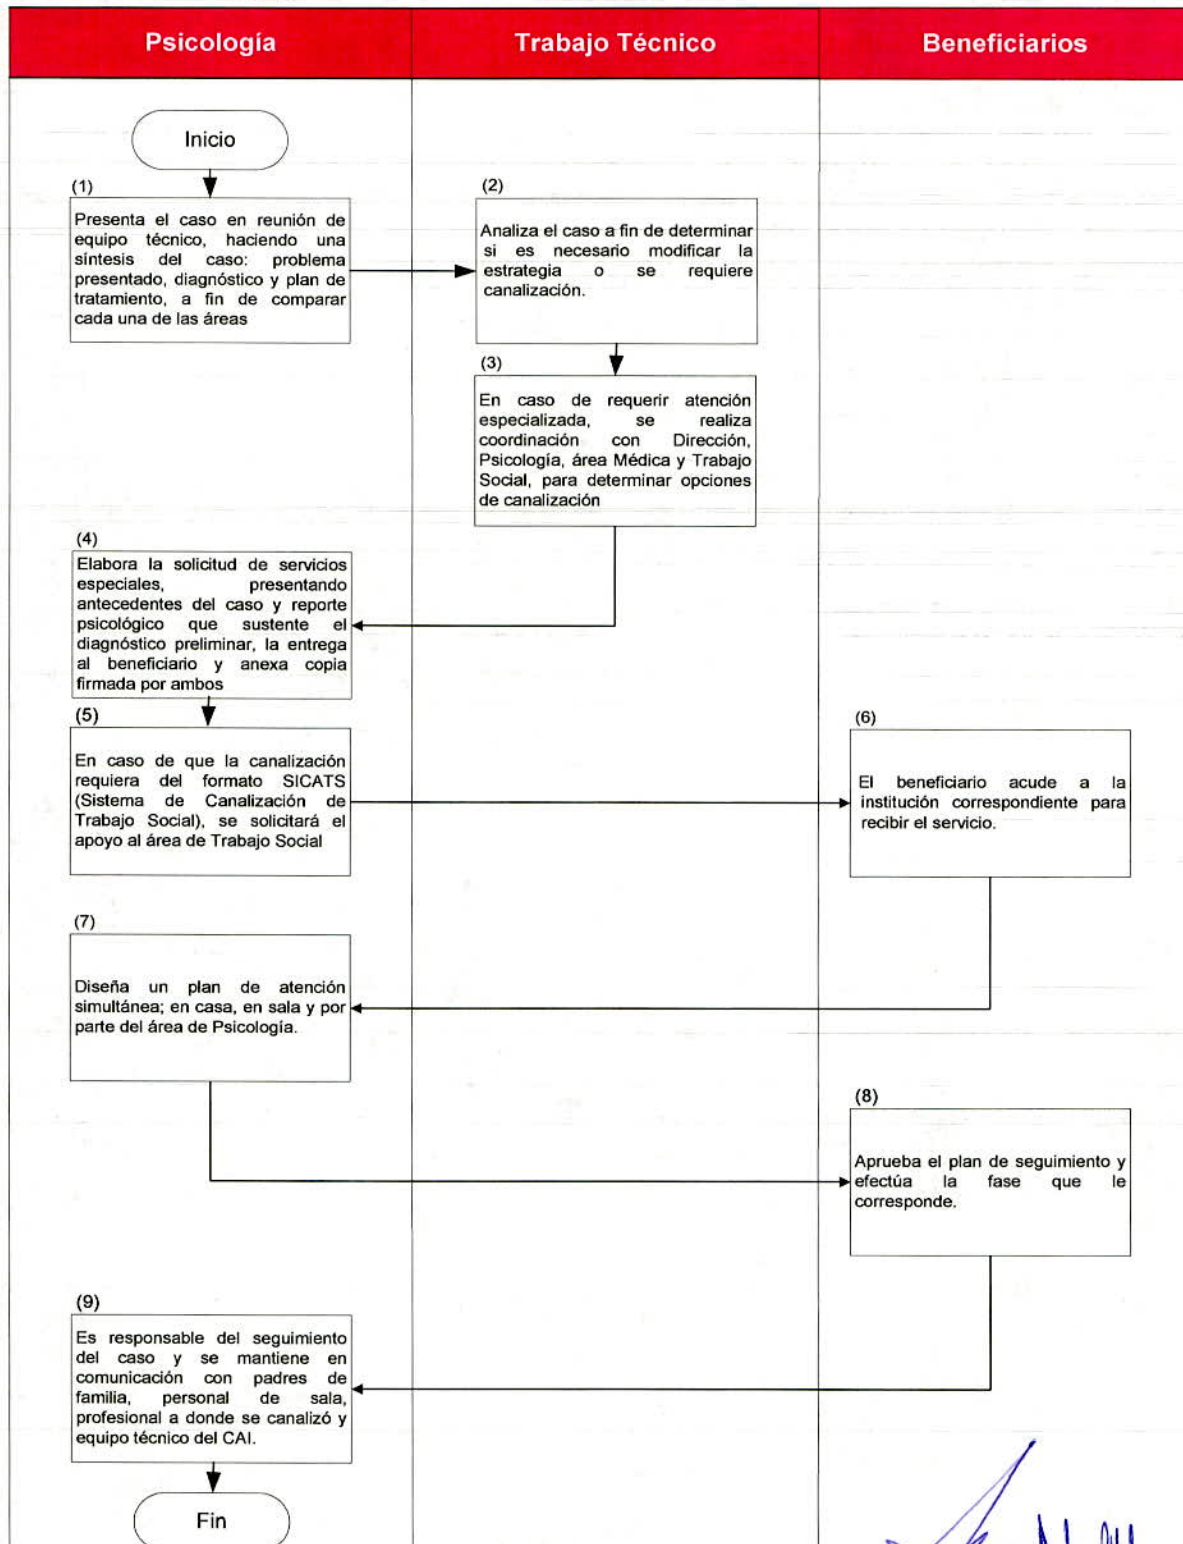 Psicología
Trabajo Técnico
Beneficiarios
Inicio
(1)
Presenta el caso en reunión de
equipo técnico, haciendo una
síntesis del caso: problema
presentado, diagnóstico y plan de
tratamiento, a fin de comparar
cada una de las áreas
(2)
Analiza el caso a fin de determinar
si es necesario modificar la
estrategia o se requiere
canalización.
(3)
En caso de requerir atención
especializada, se realiza
coordinación con Dirección,
Psicología, área Médica y Trabajo
Social, para determinar opciones
de canalización
(4)
Elabora la solicitud de servicios
especiales, presentando
antecedentes del caso y reporte
psicológico que sustente el
diagnóstico preliminar, la entrega
al beneficiario y anexa copia
firmada por ambos
(5)
En caso de que la canalización
requiera del formato SICATS
(Sistema de Canalización de
Trabajo Social), se solicitará el
apoyo al área de Trabajo Social
(6)
El beneficiario acude a la
institución correspondiente para
recibir el servicio.
(7)
Diseña un plan de atención
simultánea; en casa, en sala y por
parte del área de Psicología.
(8)
Aprueba el plan de seguimiento y
efectúa la fase que le
corresponde.
(9)
Es responsable del seguimiento
del caso y se mantiene en
comunicación con padres de
familia, personal de sala,
profesional a donde se canalizó y
equipo técnico del CAI.
Fin